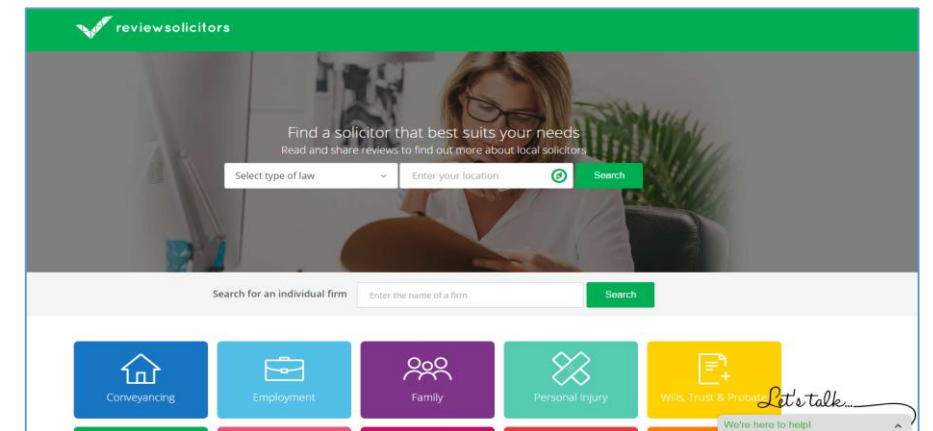 reviewsolicitors
Find a solicitor that best suits your needs
Read and share reviews to find out more about local solicitors
Select type of law
Enter your location
Search
Search for an individual firm
Enter the name of a firm
Search
Conveyancing
Employment
Family
Personal Injury
Wills, Trust & Probate
Let's talk...
We're here to help!